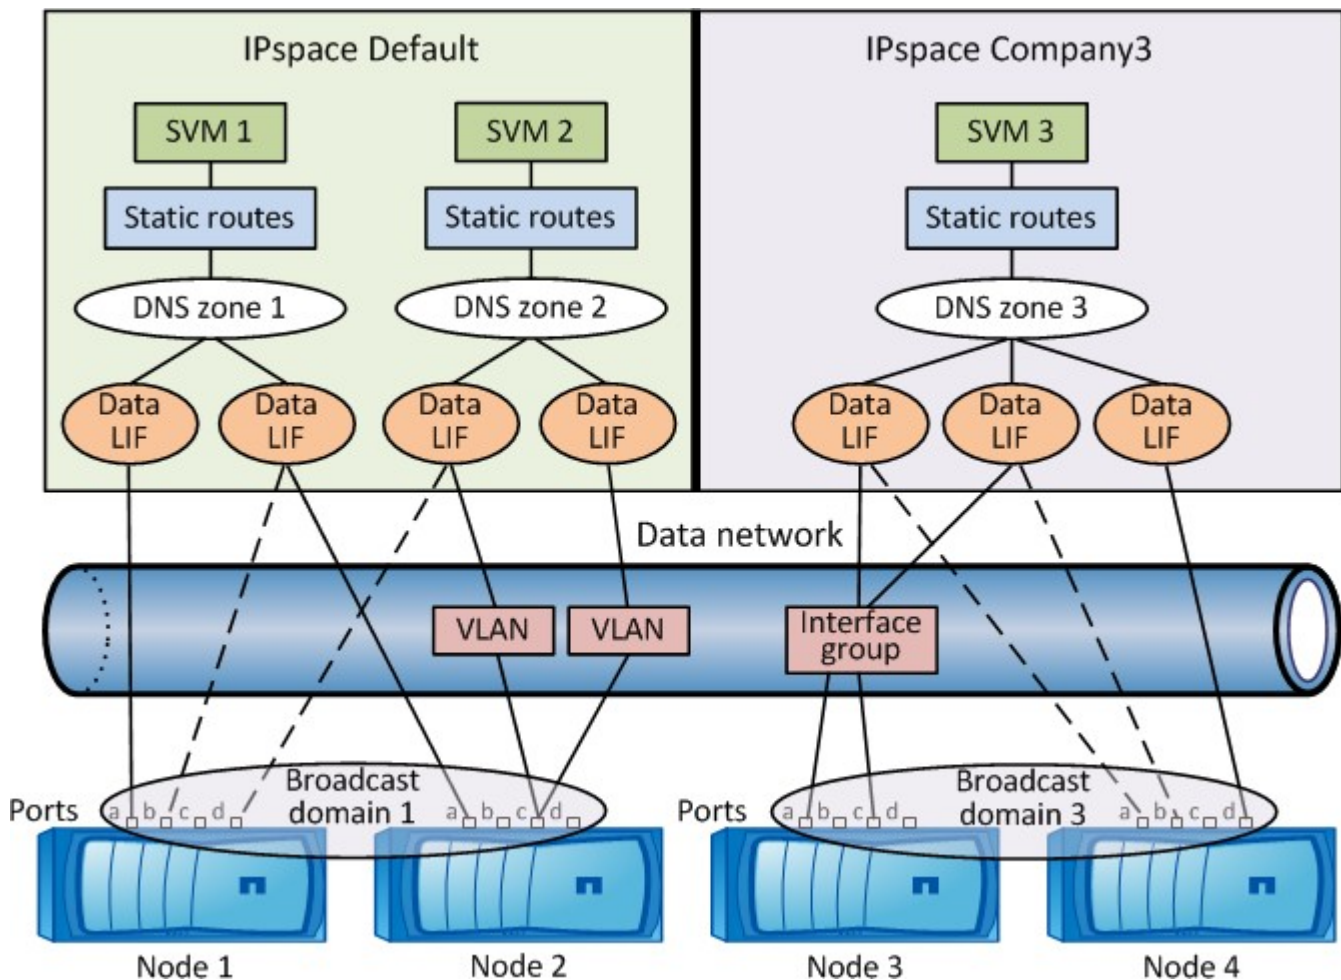 IPspace Default
IPspace Company3
SVM 1
SVM 2
SVM 3
Static routes
Static routes
Static routes
DNS zone 1
DNS zone 2
DNS zone 3
Data
LIF
Data
LIF
Data
LIF
Data
LIF
Data
LIF
Data
LIF
Data
LIF
Data network
VLAN
VLAN
Interface
group
Broadcast
domain 1
Broadcast
domain 3
Ports
a b c d
a b c d
Ports
a b c d
a b c d
Node 1
Node 2
Node 3
Node 4